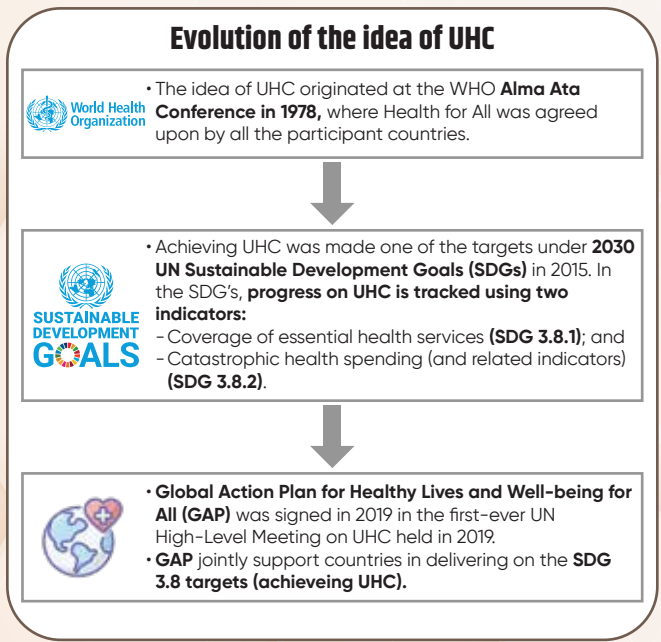 Evolution of the idea of UHC
World Health
Organization
• The idea of UHC originated at the WHO Alma Ata
Conference in 1978, where Health for All was agreed
upon by all the participant countries.
SUSTAINABLE
DEVELOPMENT
GOALS
• Achieving UHC was made one of the targets under 2030
UN Sustainable Development Goals (SDGs) in 2015. In
the SDG's, progress on UHC is tracked using two
indicators:
- Coverage of essential health services (SDG 3.8.1); and
- Catastrophic health spending (and related indicators)
(SDG 3.8.2).
• Global Action Plan for Healthy Lives and Well-being for
All (GAP) was signed in 2019 in the first-ever UN
High-Level Meeting on UHC held in 2019.
• GAP jointly support countries in delivering on the SDG
3.8 targets (achieveing UHC).